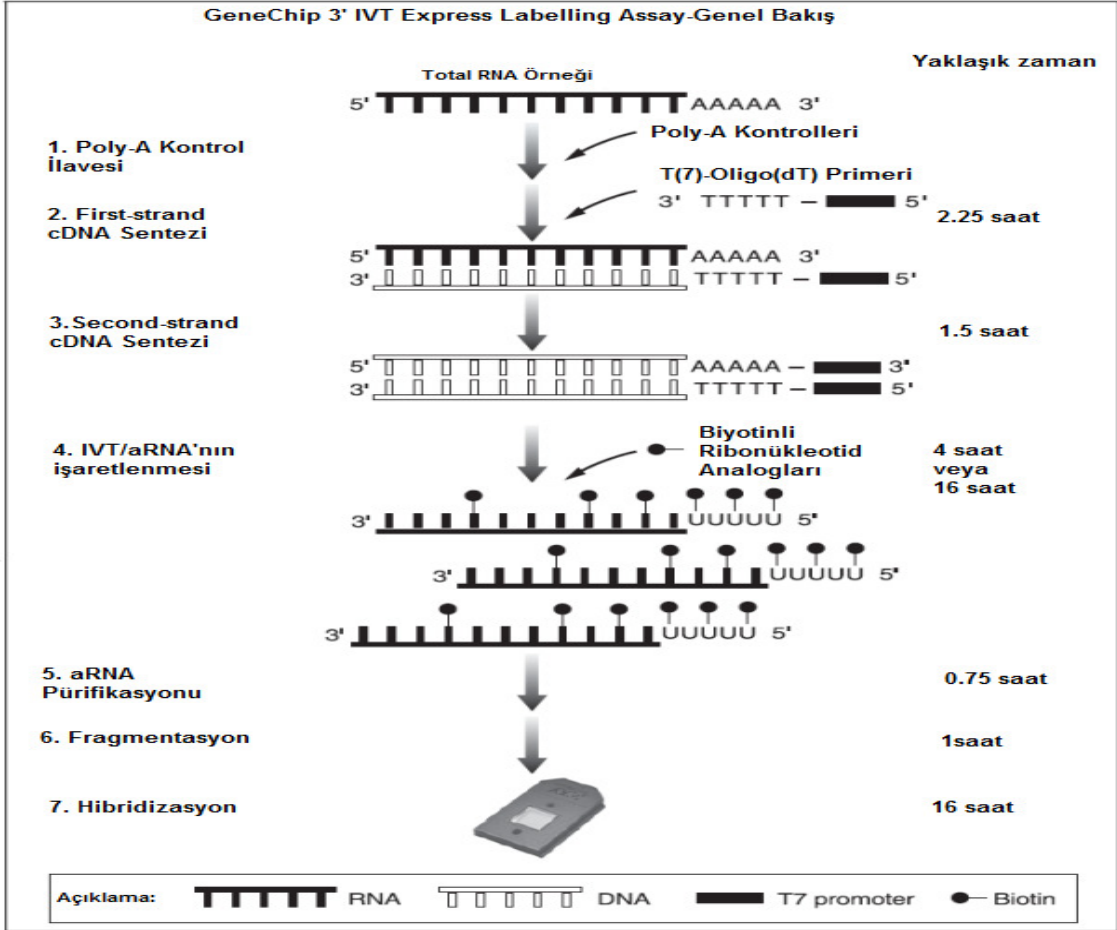 GeneChip 3' IVT Express Labelling Assay-Genel Bakış
Yaklaşık zaman
Total RNA Örneği
5' AAAAA 3'
Poly-A Kontrolleri
1. Poly-A Kontrol
İlavesi
T(7)-Oligo(dT) Primeri
3' TTTTT – 5'
2. First-strand
cDNA Sentezi
2.25 saat
5' AAAAA 3'
3' TTTTT – 5'
3.Second-strand
cDNA Sentezi
1.5 saat
5' AAAAA – 3'
3' TTTTT – 5'
4. IVT/aRNA'nın
işaretlenmesi
Biyotinli
Ribonükleotid
Analogları
4 saat
veya
16 saat
3' UUUUU 5'
3' UUUUU 5'
3' UUUUU 5'
5. aRNA
Pürifikasyonu
0.75 saat
6. Fragmentasyon
1saat
7. Hibridizasyon
16 saat
Açıklama: RNA DNA T7 promoter Biotin